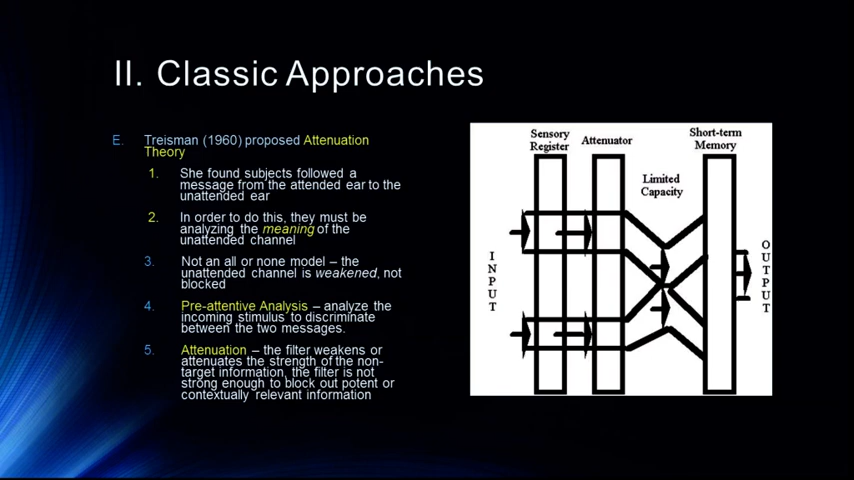 II. Classic Approaches
E. Treisman (1960) proposed Attenuation
Theory
1. She found subjects followed a
message from the attended ear to the
unattended ear
2. In order to do this, they must be
analyzing the meaning of the
unattended channel
3. Not an all or none model – the
unattended channel is weakened, not
blocked
4. Pre-attentive Analysis – analyze the
incoming stimulus to discriminate
between the two messages.
5. Attenuation – the filter weakens or
attenuates the strength of the non-
target information, the filter is not
strong enough to block out potent or
contextually relevant information
Sensory
Register
Attenuator
Short-term
Memory
Limited
Capacity
INPUT
OUTPUT